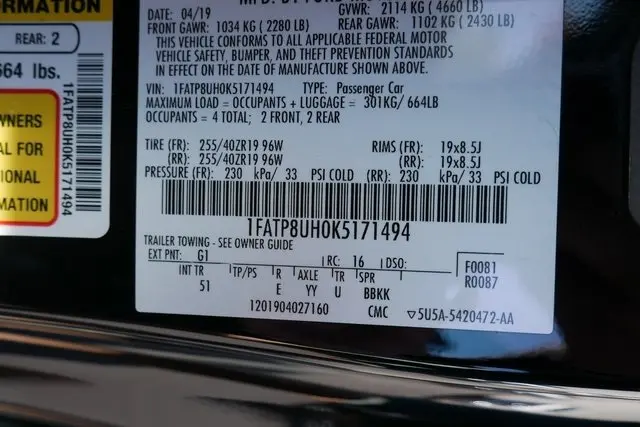 ORMATION
REAR: 2
664 lbs.
WNERS
AL FOR
TIONAL
MATION
1FATP8UH0K5171494
DATE: 04/19 GVWR: 2114 KG (4660 LB)
FRONT GAWR: 1034 KG (2280 LB) REAR GAWR: 1102 KG (2430 LB)
THIS VEHICLE CONFORMS TO ALL APPLICABLE FEDERAL MOTOR
VEHICLE SAFETY, BUMPER, AND THEFT PREVENTION STANDARDS
IN EFFECT ON THE DATE OF MANUFACTURE SHOWN ABOVE.
VIN: 1FATP8UH0K5171494 TYPE: Passenger Car
MAXIMUM LOAD = OCCUPANTS + LUGGAGE = 301KG/ 664LB
OCCUPANTS = 4 TOTAL; 2 FRONT, 2 REAR
TIRE (FR): 255/40ZR19 96W RIMS (FR): 19x8.5J
(RR): 255/40ZR19 96W (RR): 19x8.5J
PRESSURE (FR): 230 kPa/ 33 PSI COLD (RR): 230 kPa/ 33 PSI COLD
1FATP8UH0K5171494
TRAILER TOWING - SEE OWNER GUIDE
EXT PNT: G1 RC: 16 DSO: F0081
INT TR TP/PS R AXLE TR SPR R0087
51 E YY U BBKK
1201904027160 CMC ▽5U5A-5420472-AA